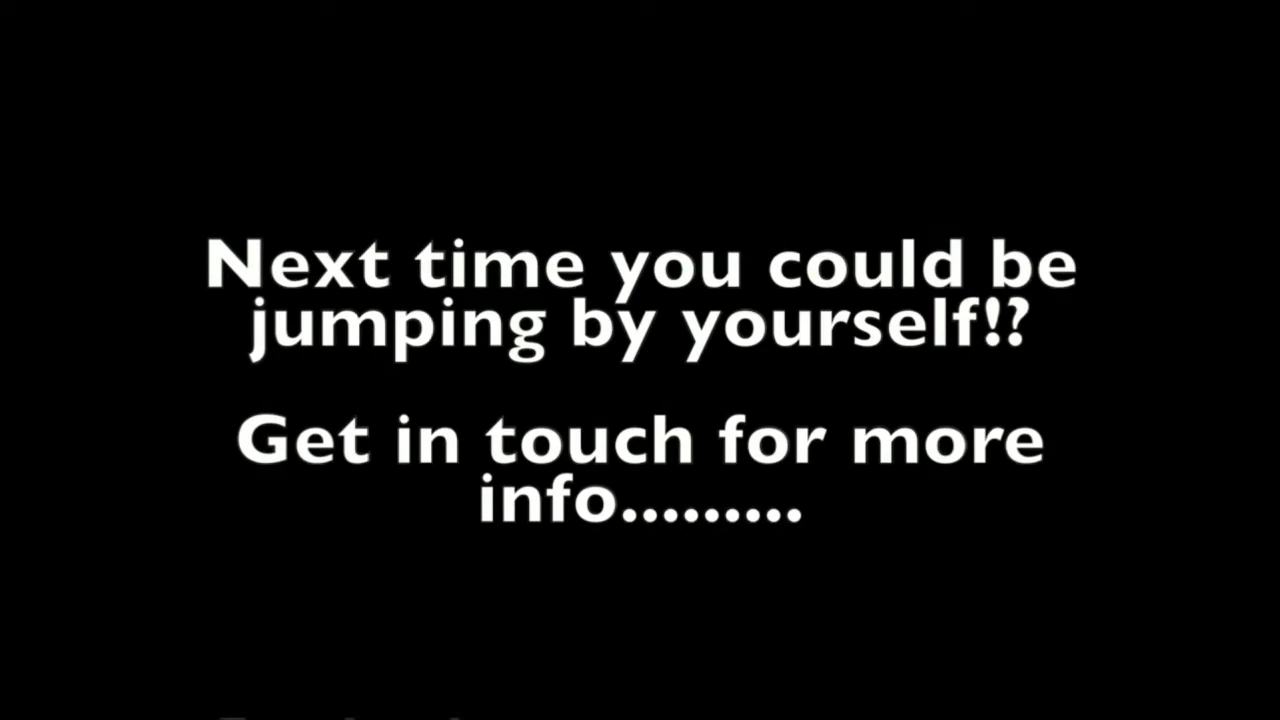 Next time you could be
jumping by yourself!?
Get in touch for more
info.........